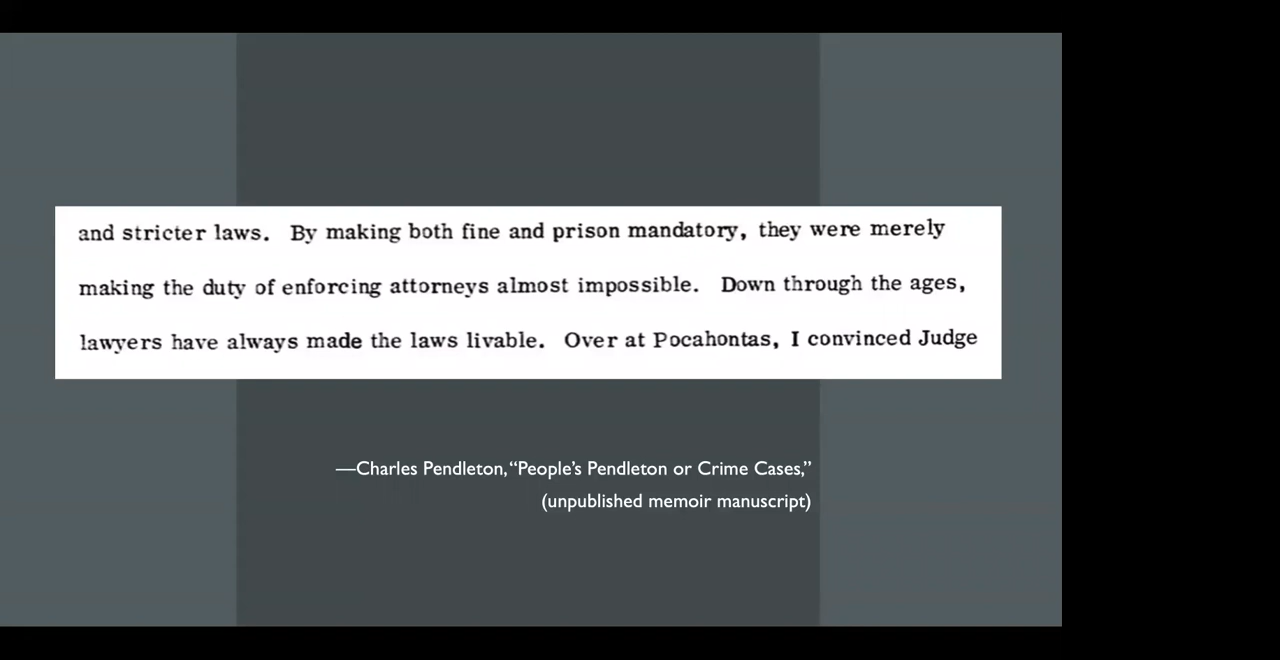 and stricter laws. By making both fine and prison mandatory, they were merely
making the duty of enforcing attorneys almost impossible. Down through the ages,
lawyers have always made the laws livable. Over at Pocahontas, I convinced Judge
—Charles Pendleton, “People’s Pendleton or Crime Cases,”
(unpublished memoir manuscript)